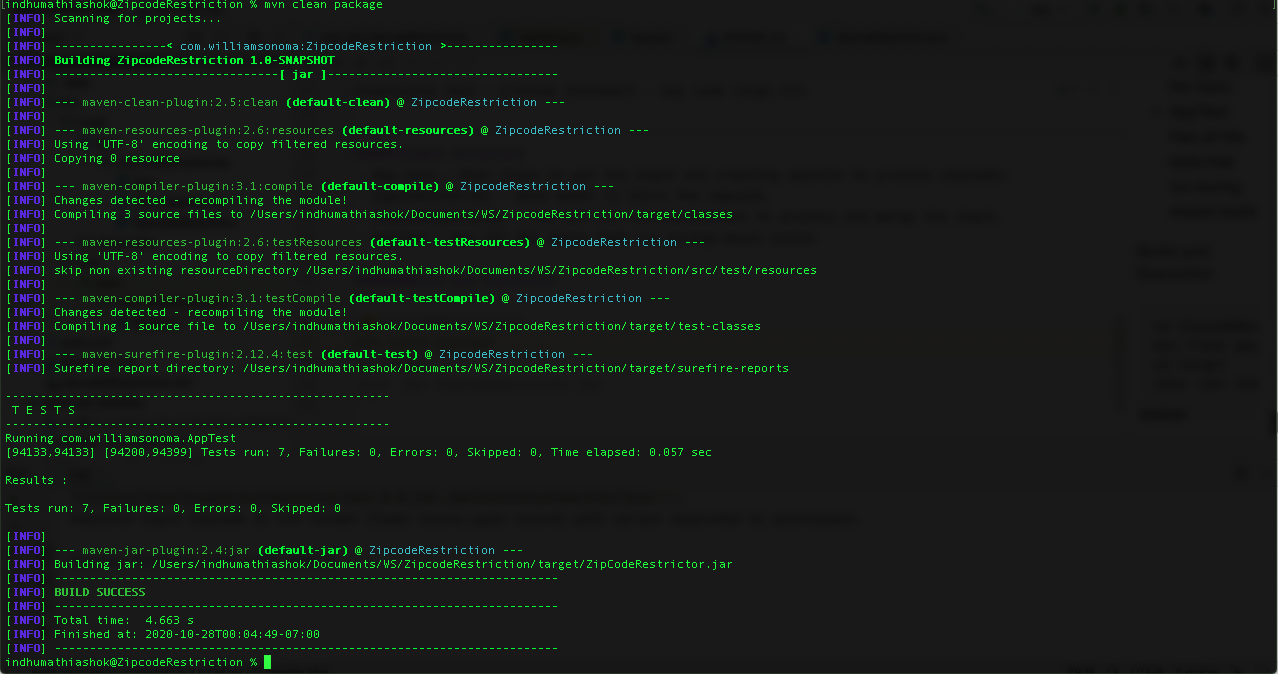 indhumathiashok@ZipcodeRestriction % mvn clean package
[INFO] Scanning for projects...
[INFO]
[INFO] ----------------< com.williamsonoma:ZipcodeRestriction >----------------
[INFO] Building ZipcodeRestriction 1.0-SNAPSHOT
[INFO] --------------------------------[ jar ]---------------------------------
[INFO]
[INFO] --- maven-clean-plugin:2.5:clean (default-clean) @ ZipcodeRestriction ---
[INFO]
[INFO] --- maven-resources-plugin:2.6:resources (default-resources) @ ZipcodeRestriction ---
[INFO] Using 'UTF-8' encoding to copy filtered resources.
[INFO] Copying 0 resource
[INFO]
[INFO] --- maven-compiler-plugin:3.1:compile (default-compile) @ ZipcodeRestriction ---
[INFO] Changes detected - recompiling the module!
[INFO] Compiling 3 source files to /Users/indhumathiashok/Documents/WS/ZipcodeRestriction/target/classes
[INFO]
[INFO] --- maven-resources-plugin:2.6:testResources (default-testResources) @ ZipcodeRestriction ---
[INFO] Using 'UTF-8' encoding to copy filtered resources.
[INFO] skip non existing resourceDirectory /Users/indhumathiashok/Documents/WS/ZipcodeRestriction/src/test/resources
[INFO]
[INFO] --- maven-compiler-plugin:3.1:testCompile (default-testCompile) @ ZipcodeRestriction ---
[INFO] Changes detected - recompiling the module!
[INFO] Compiling 1 source file to /Users/indhumathiashok/Documents/WS/ZipcodeRestriction/target/test-classes
[INFO]
[INFO] --- maven-surefire-plugin:2.12.4:test (default-test) @ ZipcodeRestriction ---
[INFO] Surefire report directory: /Users/indhumathiashok/Documents/WS/ZipcodeRestriction/target/surefire-reports
-------------------------------------------------------
T E S T S
-------------------------------------------------------
Running com.williamsonoma.AppTest
[94133,94133] [94200,94399] Tests run: 7, Failures: 0, Errors: 0, Skipped: 0, Time elapsed: 0.057 sec
Results :
Tests run: 7, Failures: 0, Errors: 0, Skipped: 0
[INFO]
[INFO] --- maven-jar-plugin:2.4:jar (default-jar) @ ZipcodeRestriction ---
[INFO] Building jar: /Users/indhumathiashok/Documents/WS/ZipcodeRestriction/target/ZipCodeRestrictor.jar
[INFO] ------------------------------------------------------------------------
[INFO] BUILD SUCCESS
[INFO] ------------------------------------------------------------------------
[INFO] Total time:  4.663 s
[INFO] Finished at: 2020-10-28T00:04:49-07:00
[INFO] ------------------------------------------------------------------------
indhumathiashok@ZipcodeRestriction %